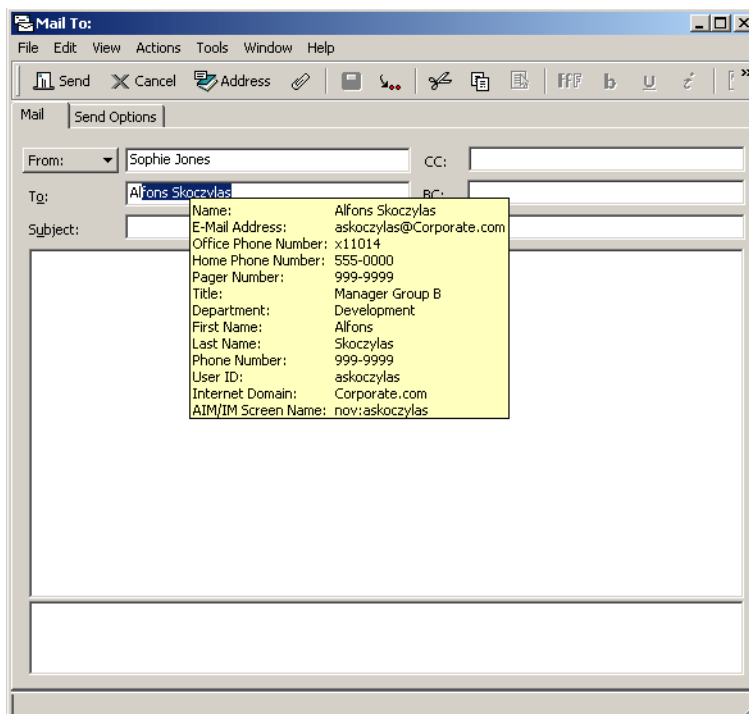 Mail To:
File Edit View Actions Tools Window Help
Send Cancel Address FfF b u i »
Mail Send Options
From: Sophie Jones CC:
To: Alfons Skoczylas BC:
Subject:
Name: Alfons Skoczylas
E-Mail Address: askoczylas@Corporate.com
Office Phone Number: x11014
Home Phone Number: 555-0000
Pager Number: 999-9999
Title: Manager Group B
Department: Development
First Name: Alfons
Last Name: Skoczylas
Phone Number: 999-9999
User ID: askoczylas
Internet Domain: Corporate.com
AIM/IM Screen Name: nov:askoczylas